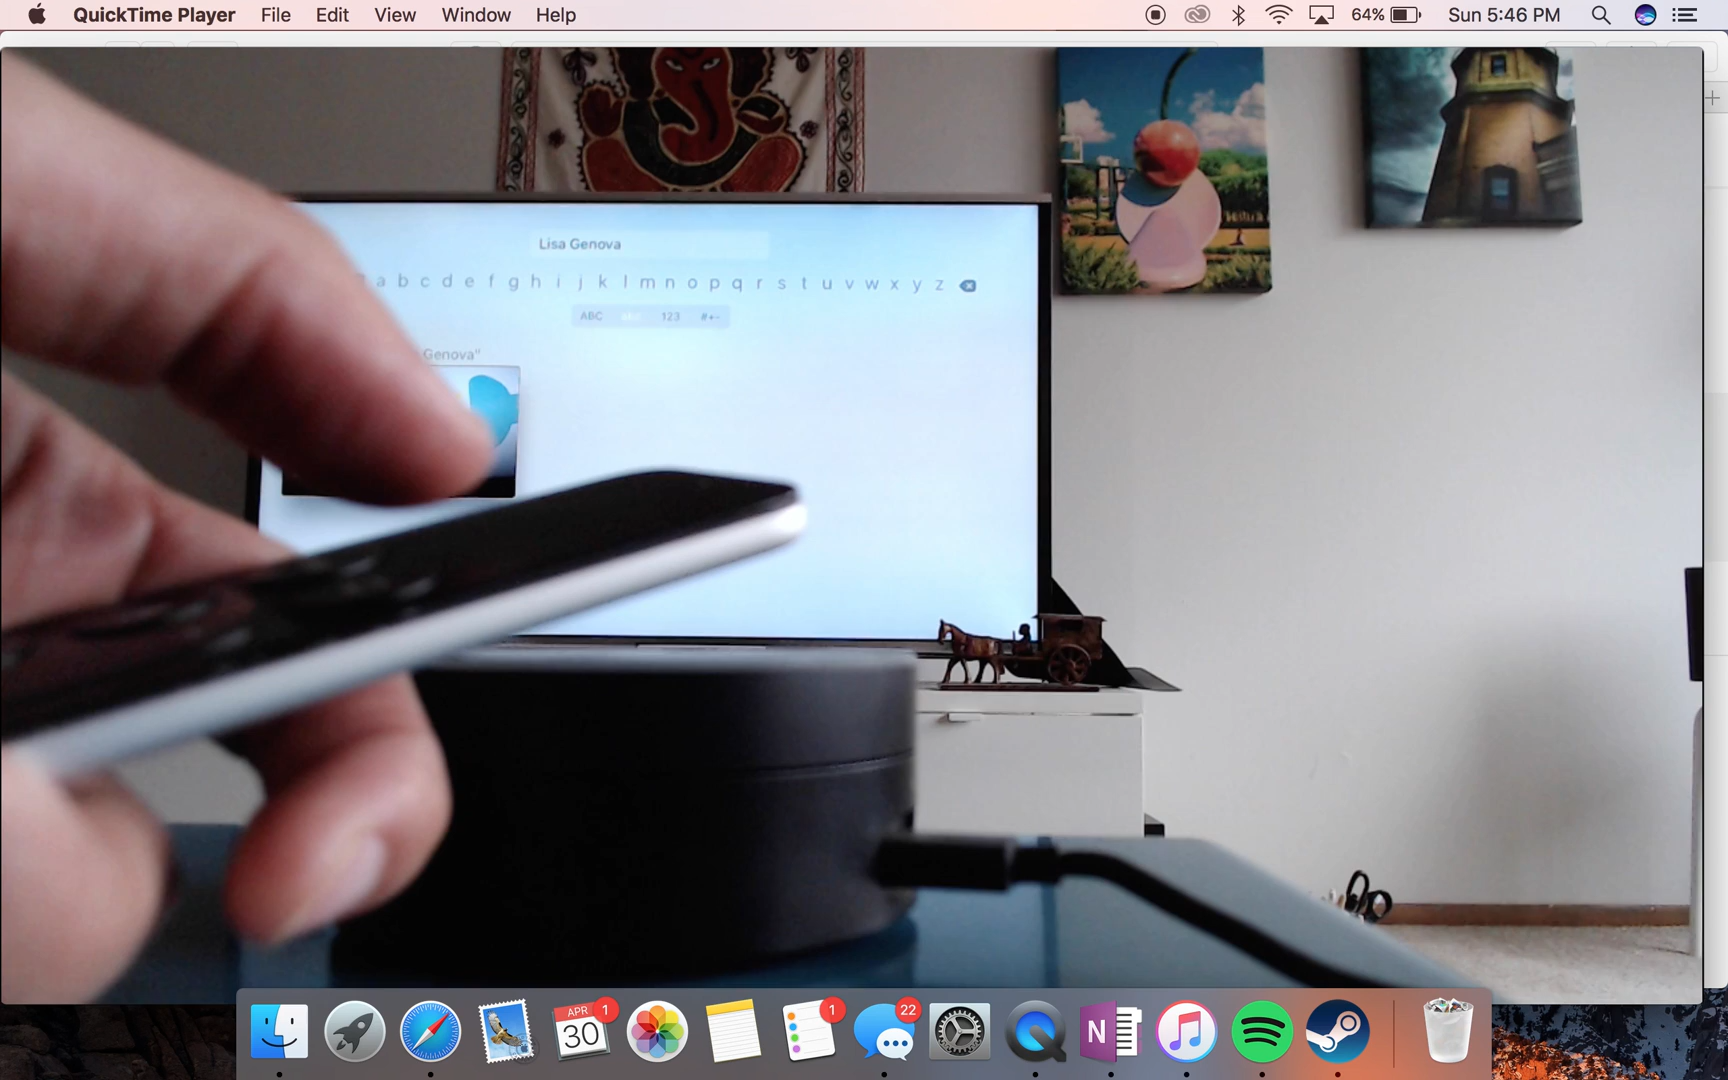 QuickTime Player File Edit View Window Help 64% Sun 5:46 PM
Lisa Genova
a b c d e f g h i j k l m n o p q r s t u v w x y z
ABC abc 123 #+-
Genova"
APR 1
30
1
22
N